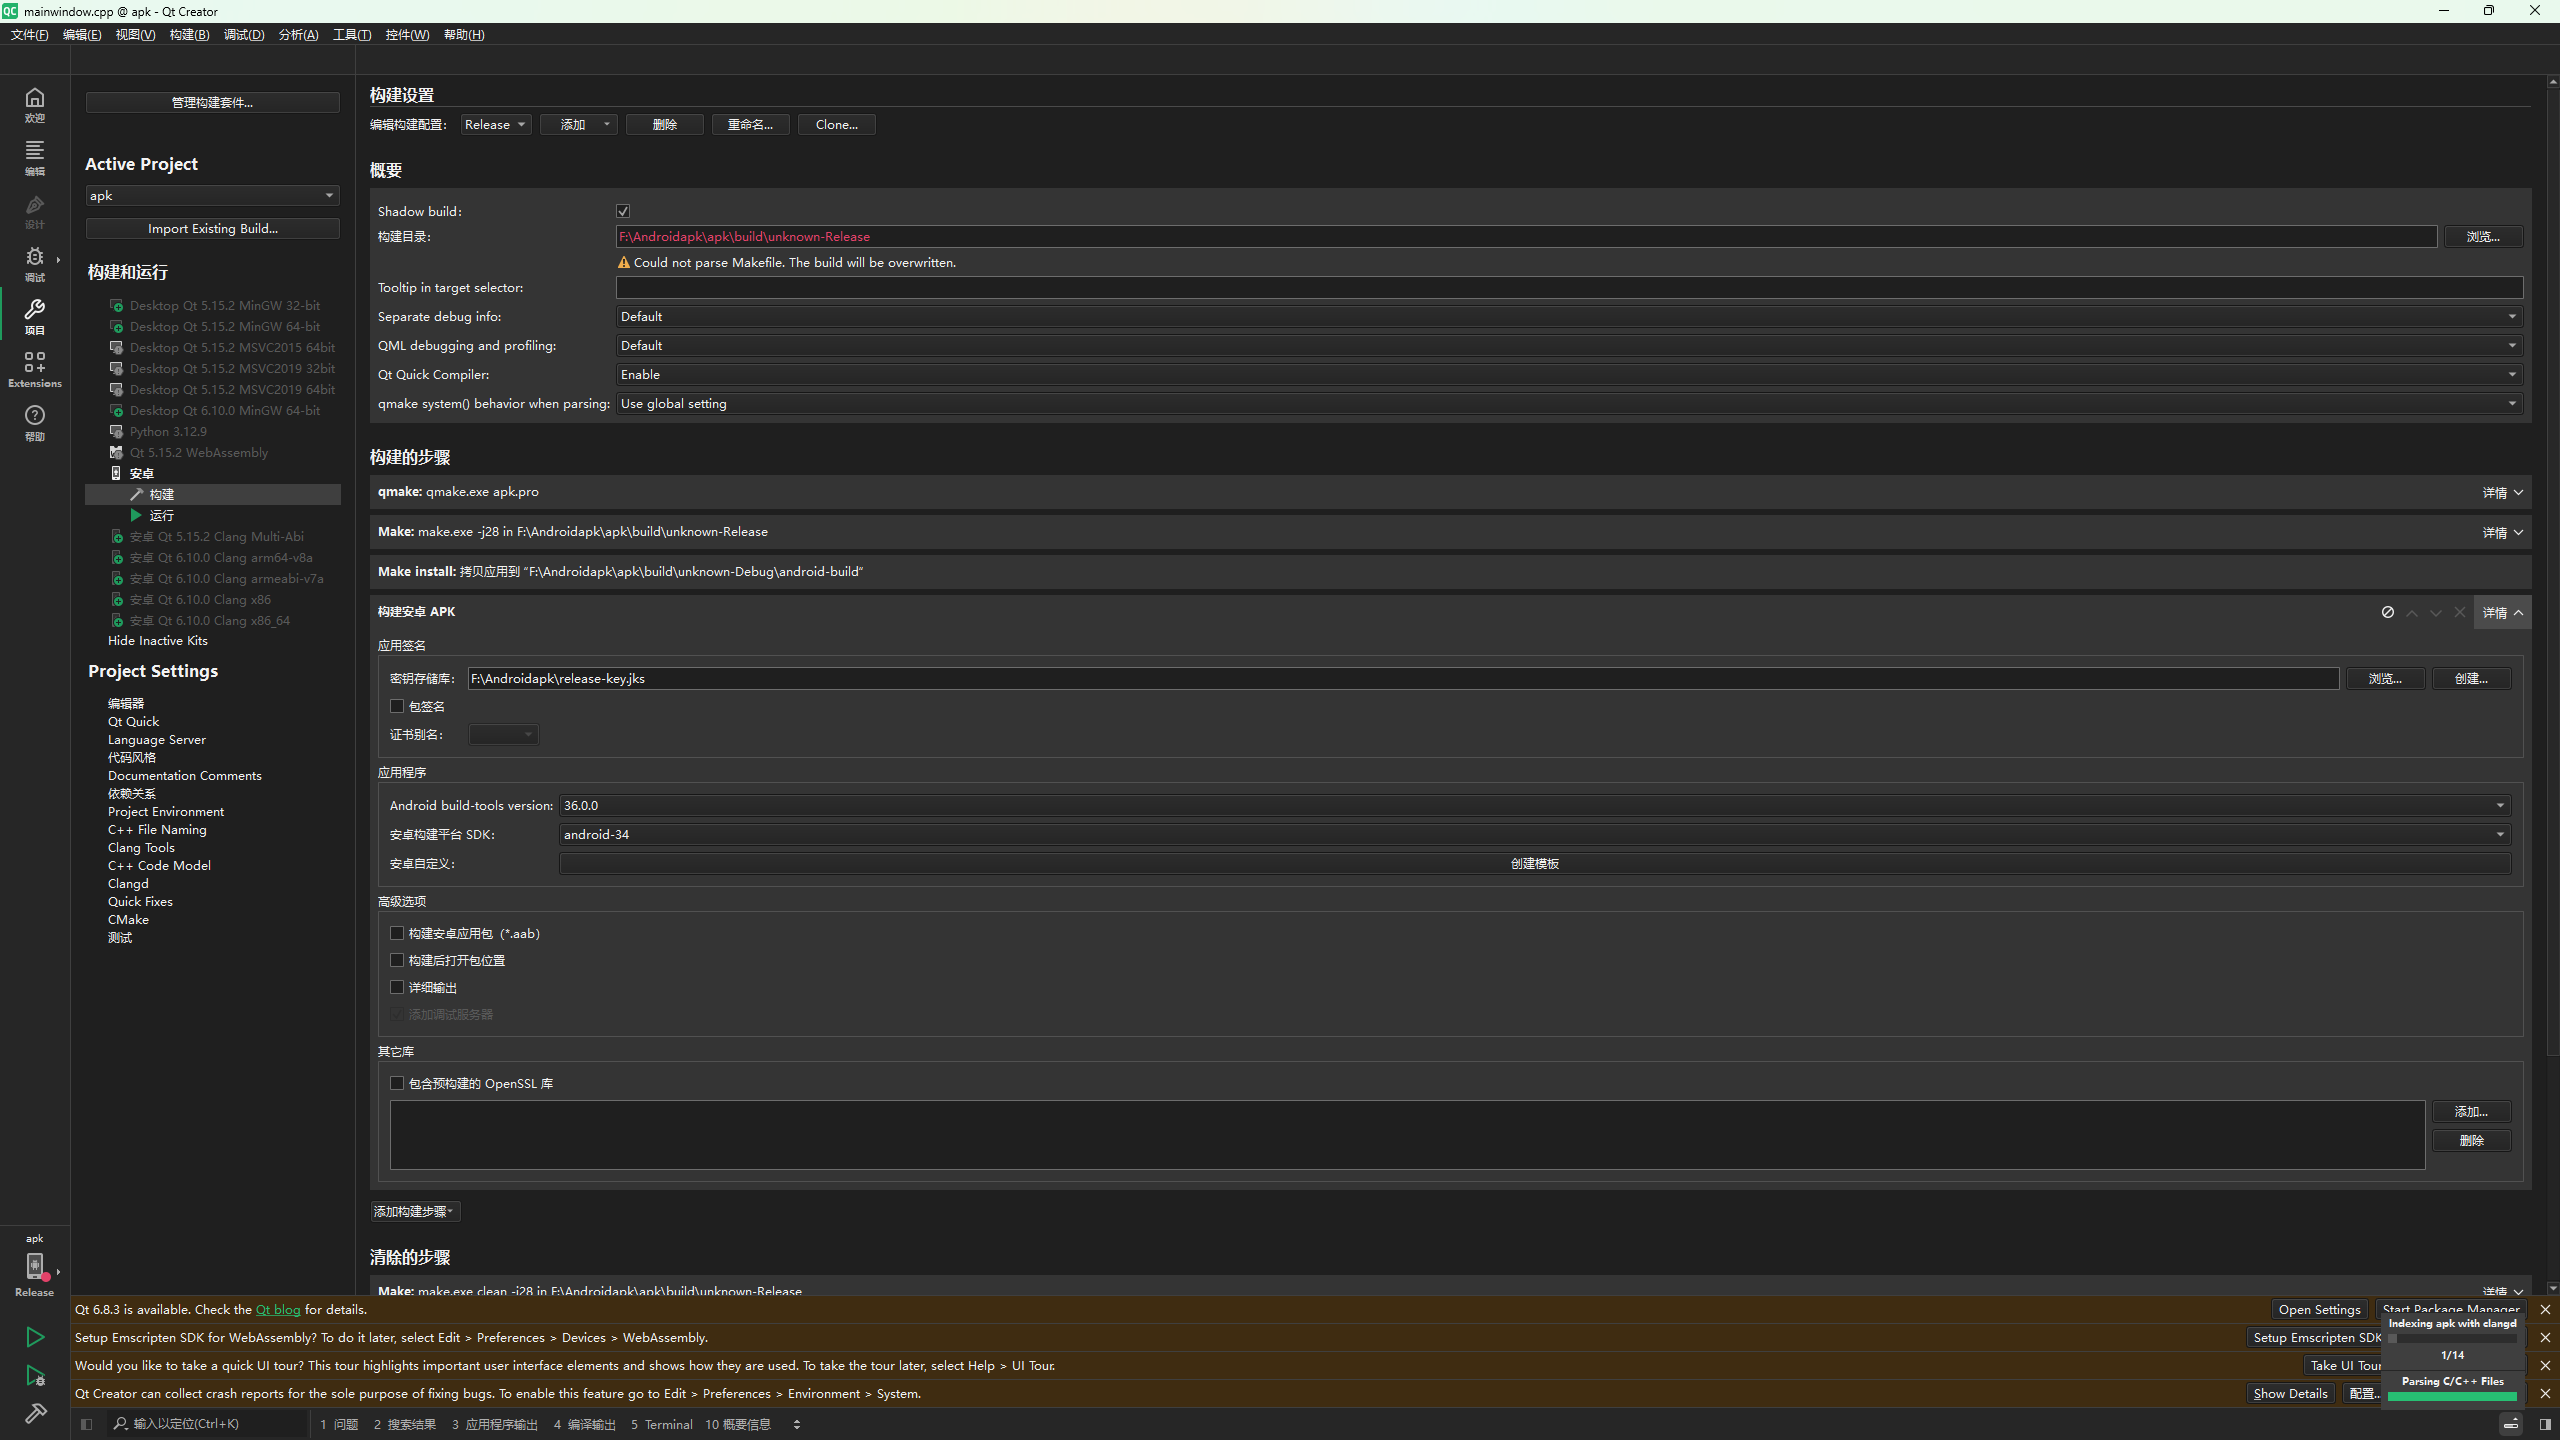 mainwindow.cpp @ apk - Qt Creator
文件(F) 编辑(E) 视图(V) 构建(B) 调试(D) 分析(A) 工具(T) 控件(W) 帮助(H)
欢迎
编辑
设计
调试
项目
Extensions
帮助
管理构建套件...
Active Project
apk
Import Existing Build...
构建和运行
Desktop Qt 5.15.2 MinGW 32-bit
Desktop Qt 5.15.2 MinGW 64-bit
Desktop Qt 5.15.2 MSVC2015 64bit
Desktop Qt 5.15.2 MSVC2019 32bit
Desktop Qt 5.15.2 MSVC2019 64bit
Desktop Qt 6.10.0 MinGW 64-bit
Python 3.12.9
Qt 5.15.2 WebAssembly
安卓
构建
运行
安卓 Qt 5.15.2 Clang Multi-Abi
安卓 Qt 6.10.0 Clang arm64-v8a
安卓 Qt 6.10.0 Clang armeabi-v7a
安卓 Qt 6.10.0 Clang x86
安卓 Qt 6.10.0 Clang x86_64
Hide Inactive Kits
Project Settings
编辑器
Qt Quick
Language Server
代码风格
Documentation Comments
依赖关系
Project Environment
C++ File Naming
Clang Tools
C++ Code Model
Clangd
Quick Fixes
CMake
测试
构建设置
编辑构建配置： Release 添加 删除 重命名... Clone...
概要
Shadow build:
构建目录： F:\Androidapk\apk\build\unknown-Release 浏览...
Could not parse Makefile. The build will be overwritten.
Tooltip in target selector:
Separate debug info: Default
QML debugging and profiling: Default
Qt Quick Compiler: Enable
qmake system() behavior when parsing: Use global setting
构建的步骤
qmake: qmake.exe apk.pro 详情
Make: make.exe -j28 in F:\Androidapk\apk\build\unknown-Release 详情
Make install: 拷贝应用到 “F:\Androidapk\apk\build\unknown-Debug\android-build”
构建安卓 APK 详情
应用签名
密钥存储库： F:\Androidapk\release-key.jks 浏览... 创建...
包签名
证书别名：
应用程序
Android build-tools version: 36.0.0
安卓构建平台 SDK： android-34
安卓自定义： 创建模板
高级选项
构建安卓应用包（*.aab）
构建后打开包位置
详细输出
添加调试服务器
其它库
包含预构建的 OpenSSL 库
添加...
删除
添加构建步骤
清除的步骤
Make: make.exe clean -j28 in F:\Androidapk\apk\build\unknown-Release 详情
apk
Release
Qt 6.8.3 is available. Check the Qt blog for details. Open Settings Start Package Manager
Setup Emscripten SDK for WebAssembly? To do it later, select Edit > Preferences > Devices > WebAssembly. Setup Emscripten SDK
Would you like to take a quick UI tour? This tour highlights important user interface elements and shows how they are used. To take the tour later, select Help > UI Tour. Take UI Tour
Qt Creator can collect crash reports for the sole purpose of fixing bugs. To enable this feature go to Edit > Preferences > Environment > System. Show Details 配置...
Indexing apk with clangd
1/14
Parsing C/C++ Files
输入以定位(Ctrl+K) 1 问题 2 搜索结果 3 应用程序输出 4 编译输出 5 Terminal 10 概要信息